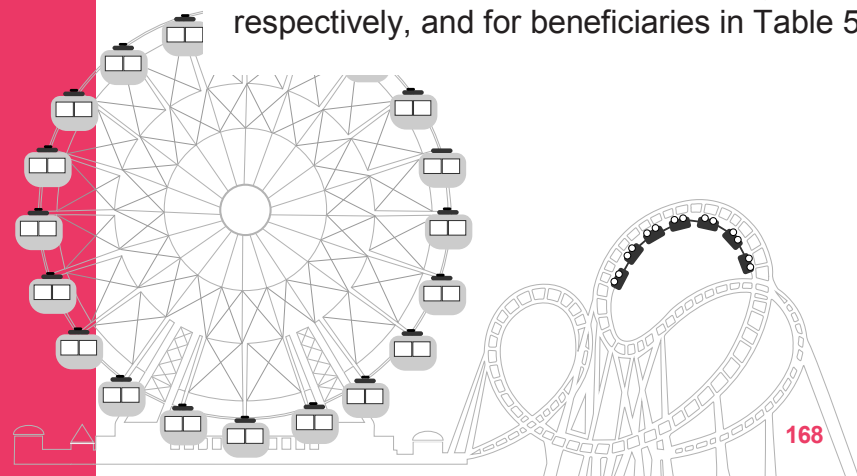 respectively, and for beneficiaries in Table 5
168